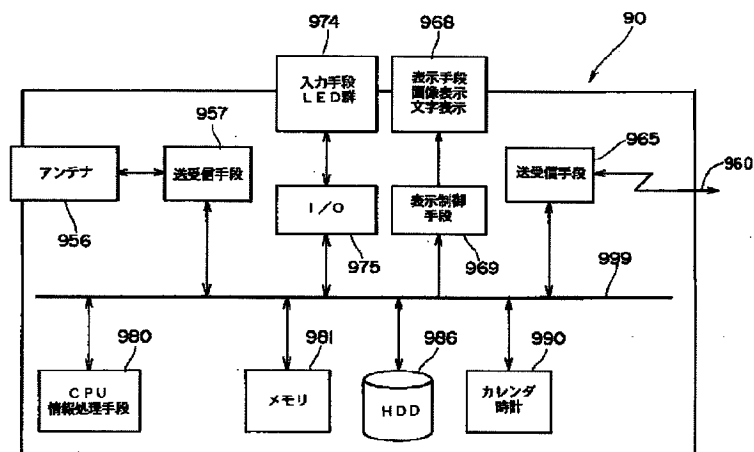 974
968
90
957
入力手段
LED群
表示手段
画像表示
文字表示
965
960
アンテナ
送受信手段
送受信手段
956
I/O
975
表示制御
手段
969
999
980
981
986
990
CPU
情報処理手段
メモリ
HDD
カレンダ
時計